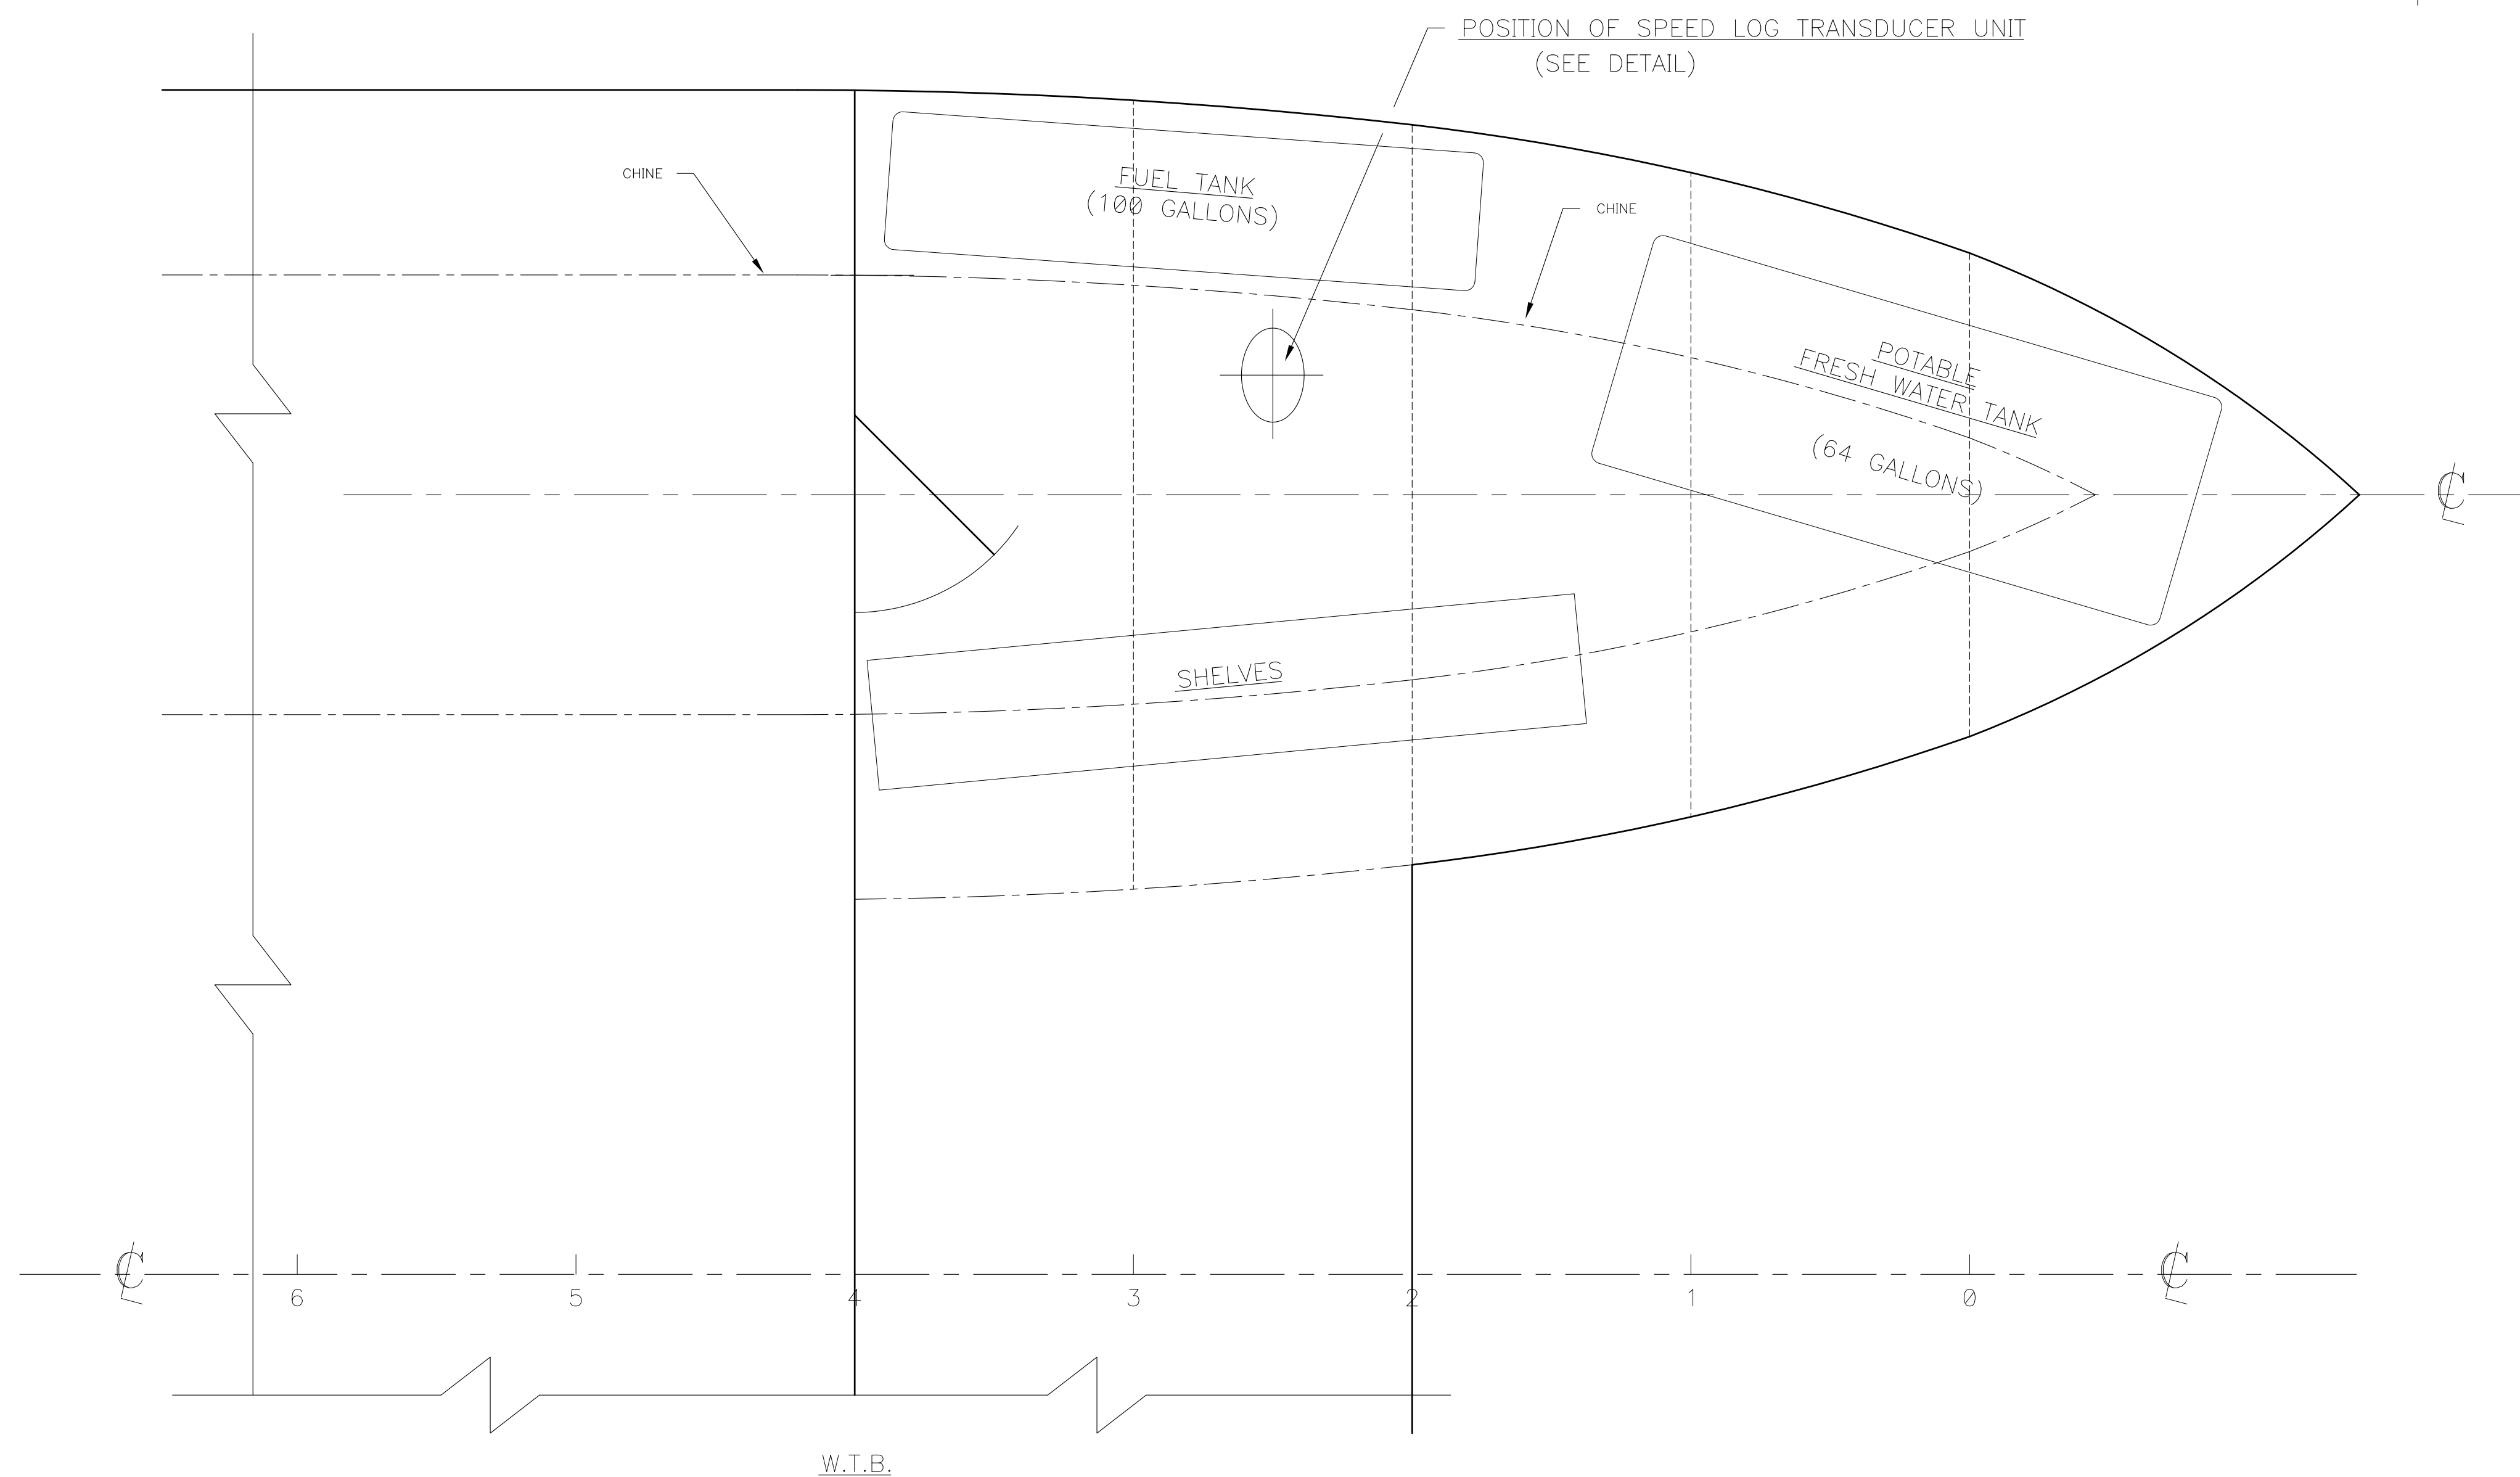 POSITION OF SPEED LOG TRANSDUCER UNIT
(SEE DETAIL)
CHINE
FUEL TANK
(100 GALLONS)
CHINE
POTABLE
FRESH WATER TANK
(64 GALLONS)
℄
SHELVES
℄
℄
6 5 4 3 2 1 0
W.T.B.